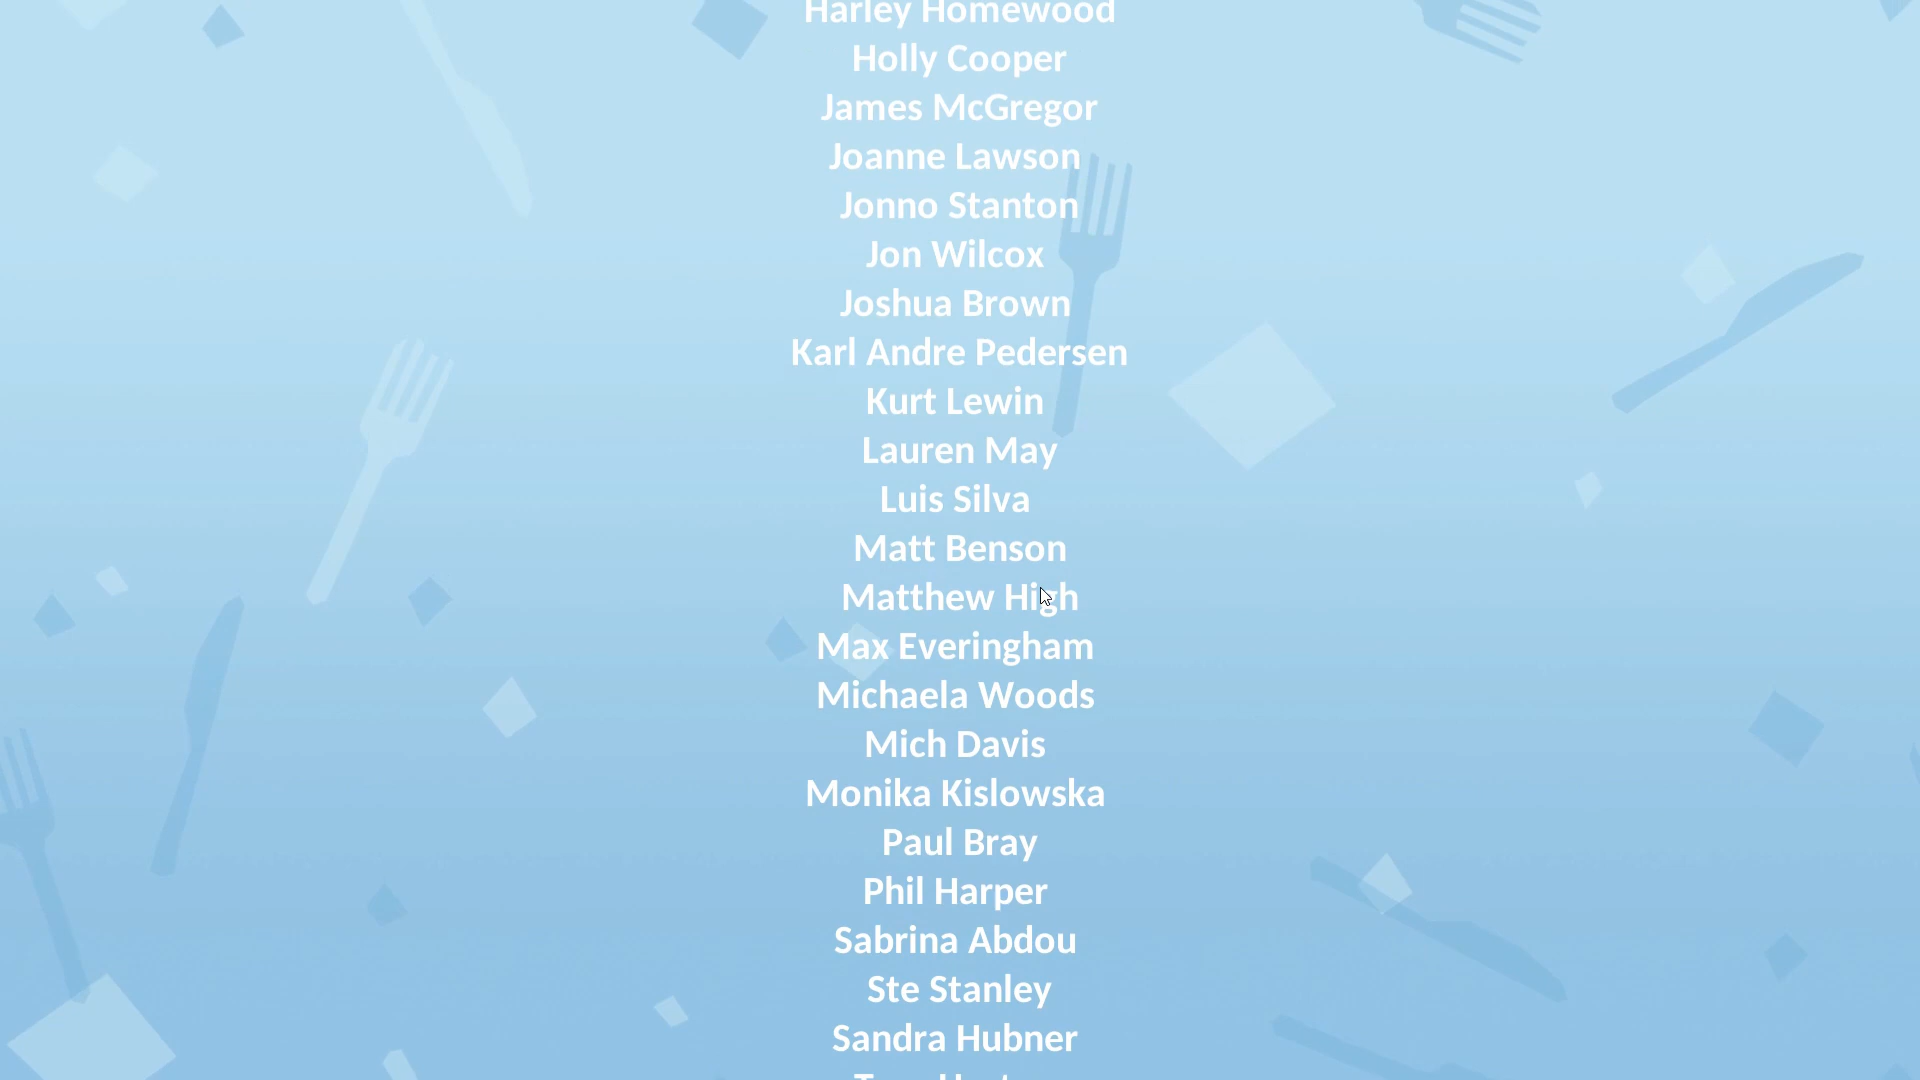 Harley Homewood
Holly Cooper
James McGregor
Joanne Lawson
Jonno Stanton
Jon Wilcox
Joshua Brown
Karl Andre Pedersen
Kurt Lewin
Lauren May
Luis Silva
Matt Benson
Matthew High
Max Everingham
Michaela Woods
Mich Davis
Monika Kislowska
Paul Bray
Phil Harper
Sabrina Abdou
Ste Stanley
Sandra Hubner